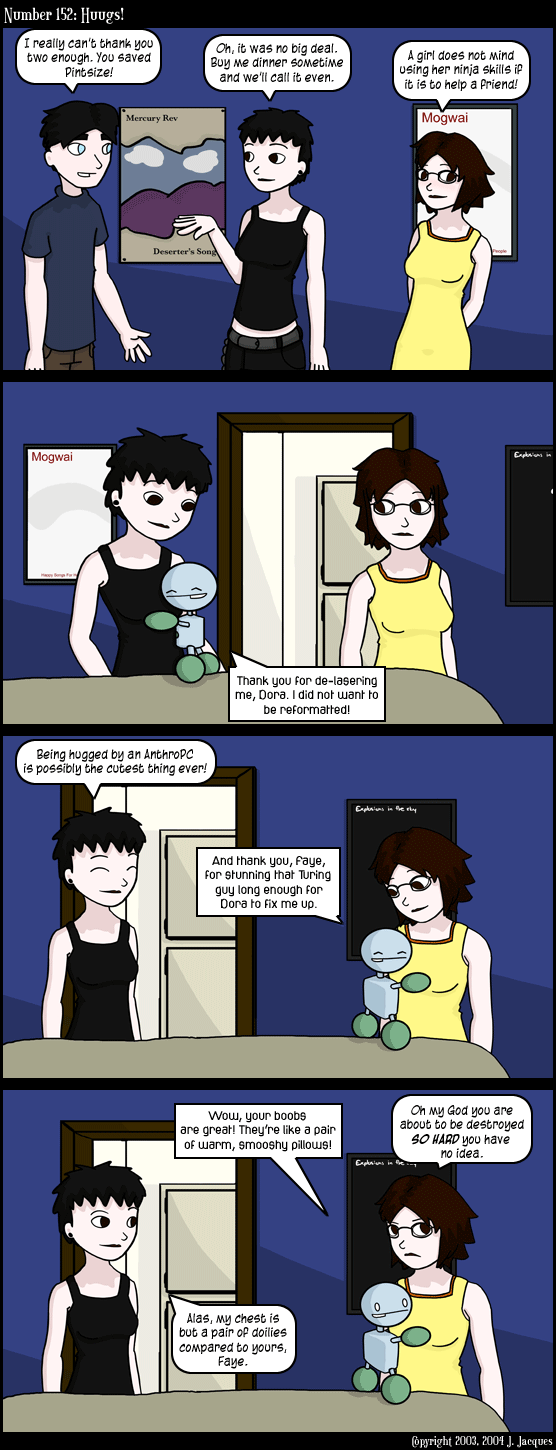 Number 152: Huugs!
I really can't thank you
two enough. You saved
Pintsize!
Oh, it was no big deal.
Buy me dinner sometime
and we'll call it even.
A girl does not mind
using her ninja skills if
it is to help a friend!
Mercury Rev
Deserter's Song
Mogwai
People
Mogwai
Happy Songs For
Explosions in
Thank you for de-lasering
me, Dora. I did not want to
be reformatted!
Being hugged by an AnthroPC
is possibly the cutest thing ever!
Explosions in the sky
And thank you, Faye,
for stunning that Turing
guy long enough for
Dora to fix me up.
Wow, your boobs
are great! They're like a pair
of warm, smooshy pillows!
Oh my God you are
about to be destroyed
SO HARD you have
no idea.
Explosions in the
Alas, my chest is
but a pair of doilies
compared to yours,
Faye.
Copyright 2003, 2004 J. Jacques